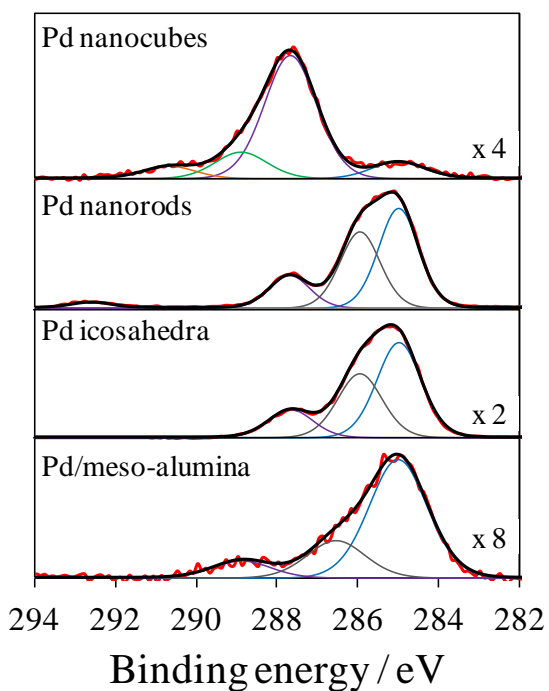 Pd nanocubes
x 4
Pd nanorods
Pd icosahedra
x 2
Pd/meso-alumina
x 8
294 292 290 288 286 284 282
Binding energy / eV